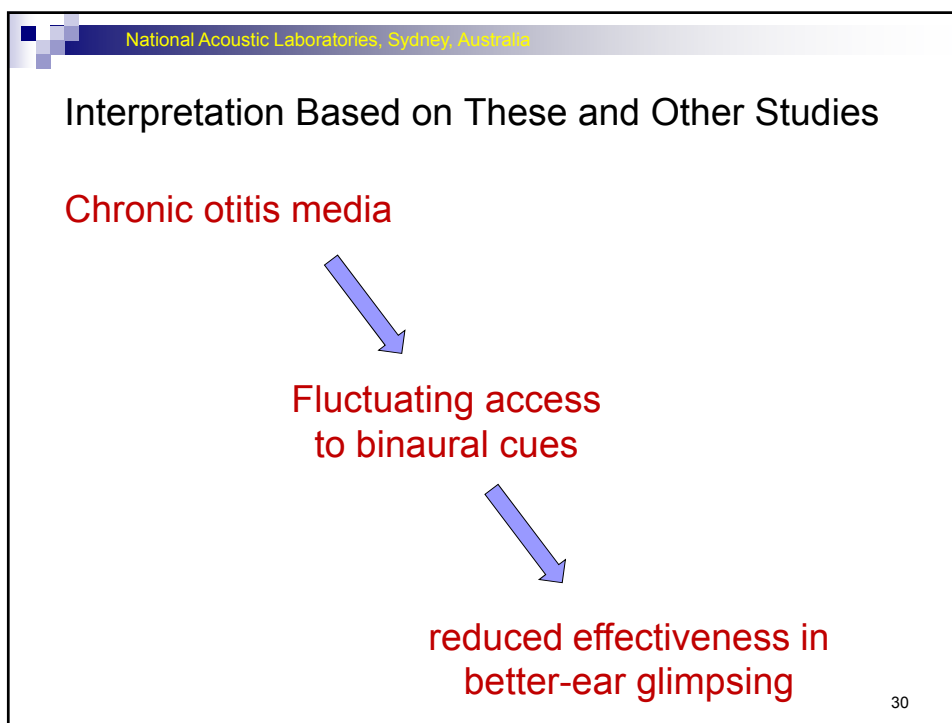 National Acoustic Laboratories, Sydney, Australia
Interpretation Based on These and Other Studies
Chronic otitis media
Fluctuating access
to binaural cues
reduced effectiveness in
better-ear glimpsing
30